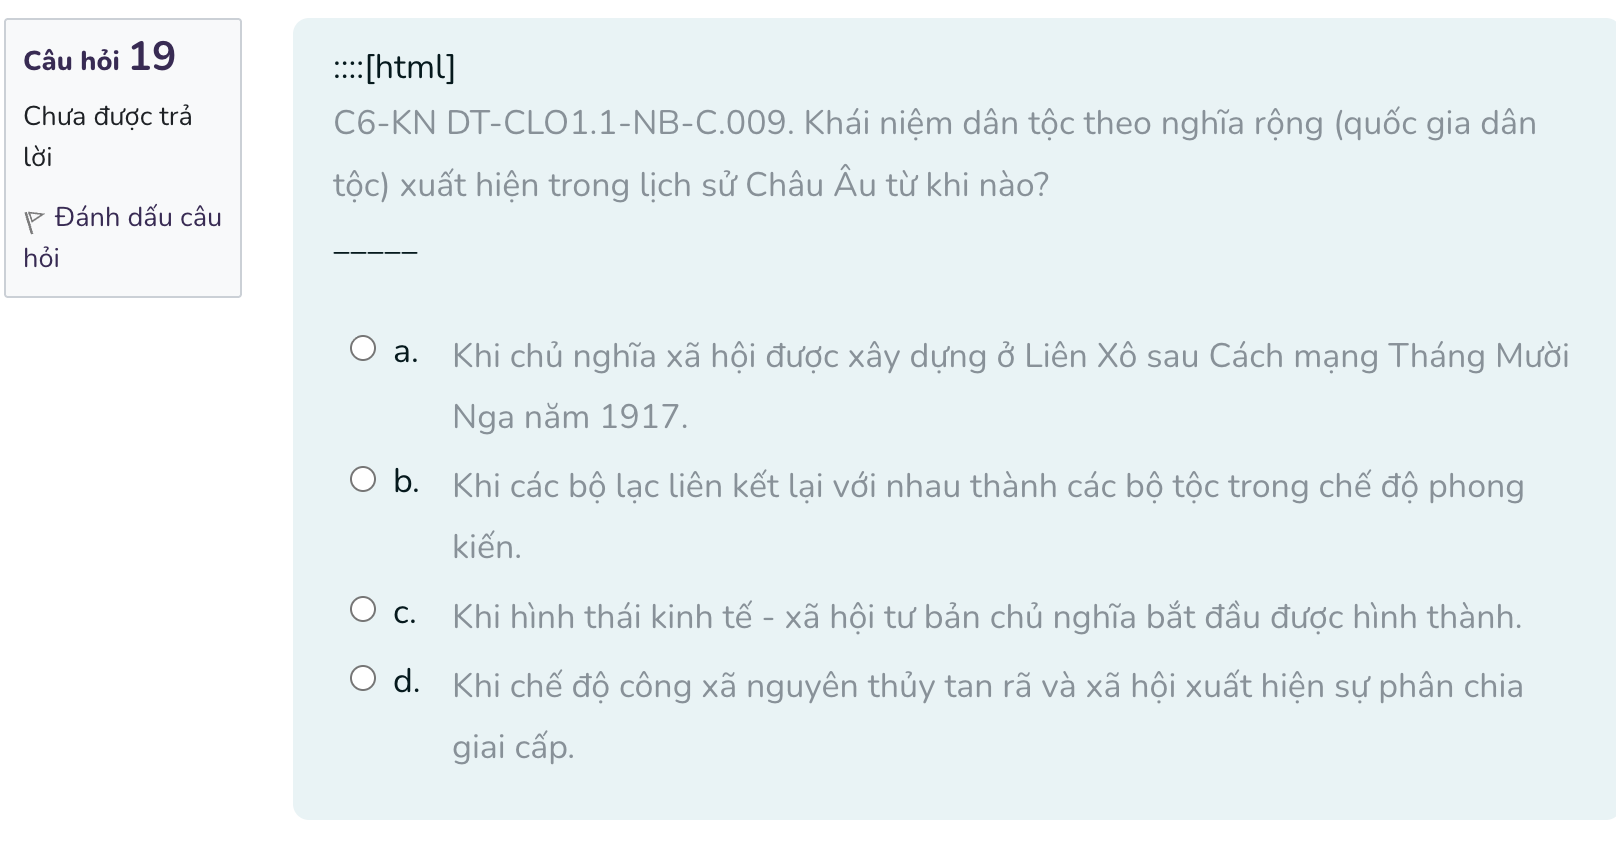 Câu hỏi 19
Chưa được trả
lời
Đánh dấu câu
hỏi
::::[html]
C6-KN DT-CLO1.1-NB-C.009. Khái niệm dân tộc theo nghĩa rộng (quốc gia dân
tộc) xuất hiện trong lịch sử Châu Âu từ khi nào?
_____
a. Khi chủ nghĩa xã hội được xây dựng ở Liên Xô sau Cách mạng Tháng Mười
Nga năm 1917.
b. Khi các bộ lạc liên kết lại với nhau thành các bộ tộc trong chế độ phong
kiến.
c. Khi hình thái kinh tế - xã hội tư bản chủ nghĩa bắt đầu được hình thành.
d. Khi chế độ công xã nguyên thủy tan rã và xã hội xuất hiện sự phân chia
giai cấp.